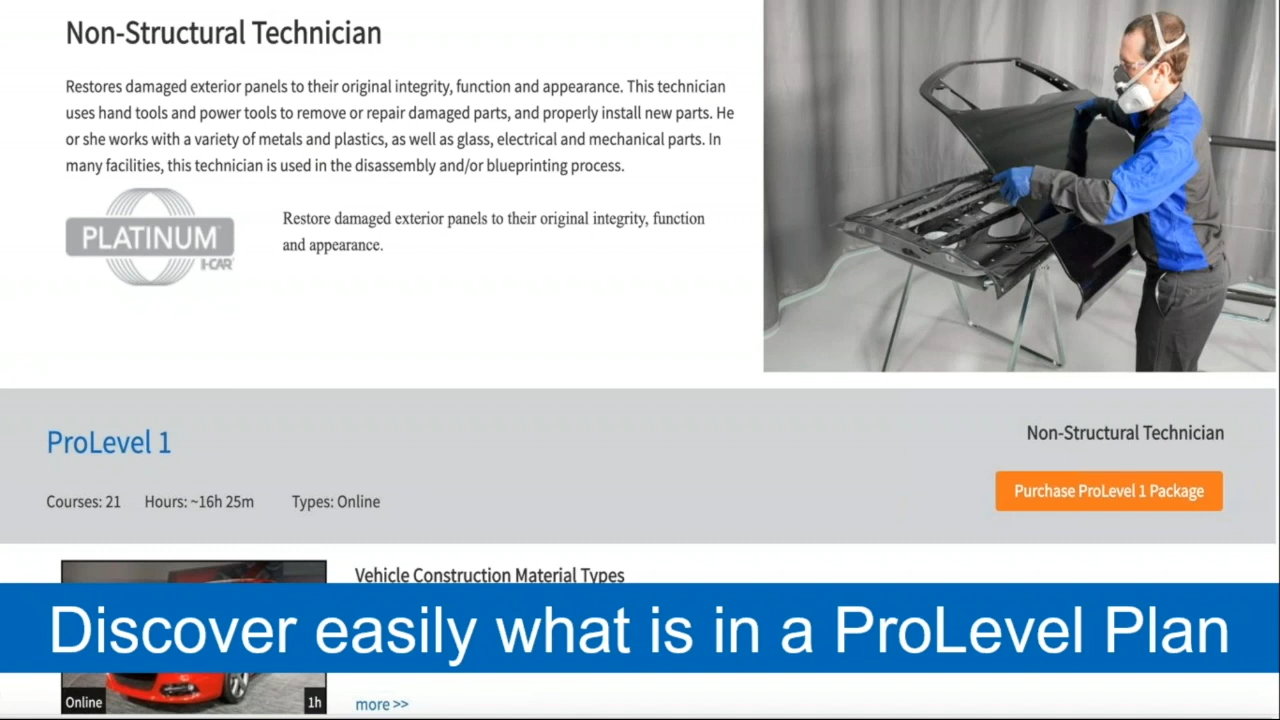 Non-Structural Technician
Restores damaged exterior panels to their original integrity, function and appearance. This technician
uses hand tools and power tools to remove or repair damaged parts, and properly install new parts. He
or she works with a variety of metals and plastics, as well as glass, electrical and mechanical parts. In
many facilities, this technician is used in the disassembly and/or blueprinting process.
PLATINUM™
I-CAR
Restore damaged exterior panels to their original integrity, function
and appearance.
ProLevel 1
Non-Structural Technician
Courses: 21 Hours: ~16h 25m Types: Online
Purchase ProLevel 1 Package
Vehicle Construction Material Types
Discover easily what is in a ProLevel Plan
Online
1h
more >>